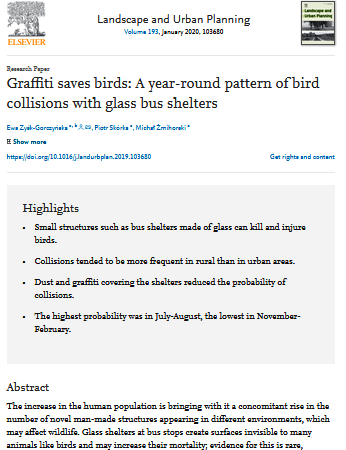 Landscape and Urban Planning
Volume 193, January 2020, 103680
ELSEVIER
Research Paper
Graffiti saves birds: A year-round pattern of bird
collisions with glass bus shelters
Ewa Zyśk-Gorczyńska a, b, Piotr Skórka a, Michał Żmihorski a
Show more
https://doi.org/10.1016/j.landurbplan.2019.103680
Get rights and content
Highlights
• Small structures such as bus shelters made of glass can kill and injure
birds.
• Collisions tended to be more frequent in rural than in urban areas.
• Dust and graffiti covering the shelters reduced the probability of
collisions.
• The highest probability was in July-August, the lowest in November-
February.
Abstract
The increase in the human population is bringing with it a concomitant rise in the
number of novel man-made structures appearing in different environments, which
may affect wildlife. Glass shelters at bus stops create surfaces invisible to many
animals like birds and may increase their mortality; evidence for this is rare,